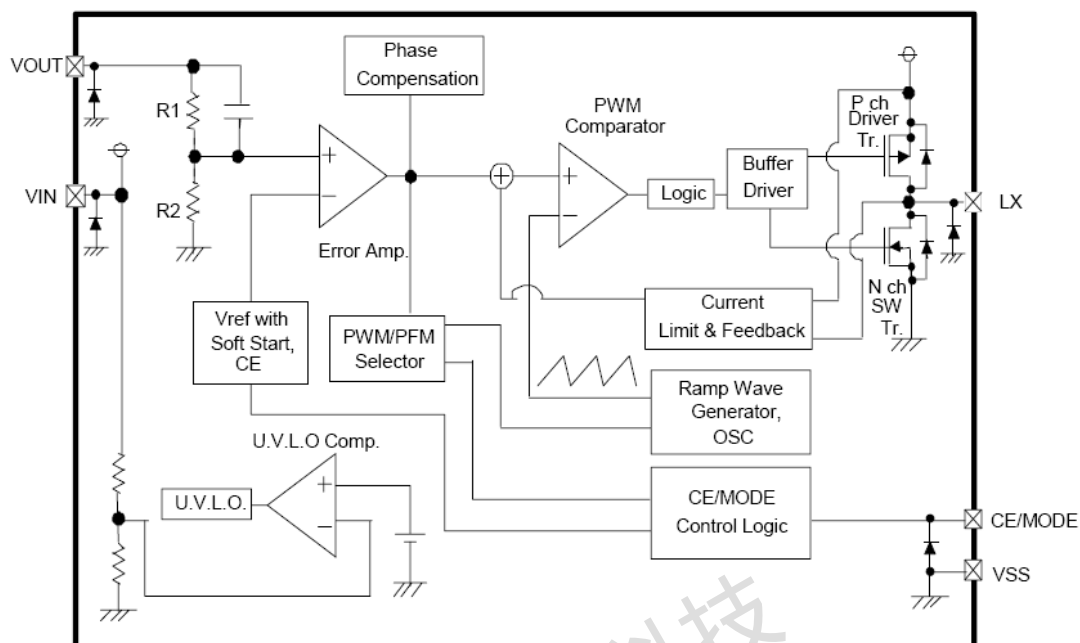 VOUT
Phase
Compensation
R1
PWM
Comparator
P ch
Driver
Tr.
VIN
R2
Error Amp.
Logic
Buffer
Driver
LX
N ch
SW
Tr.
Vref with
Soft Start,
CE
PWM/PFM
Selector
Current
Limit & Feedback
Ramp Wave
Generator,
OSC
U.V.L.O Comp.
U.V.L.O.
CE/MODE
Control Logic
CE/MODE
VSS
科技